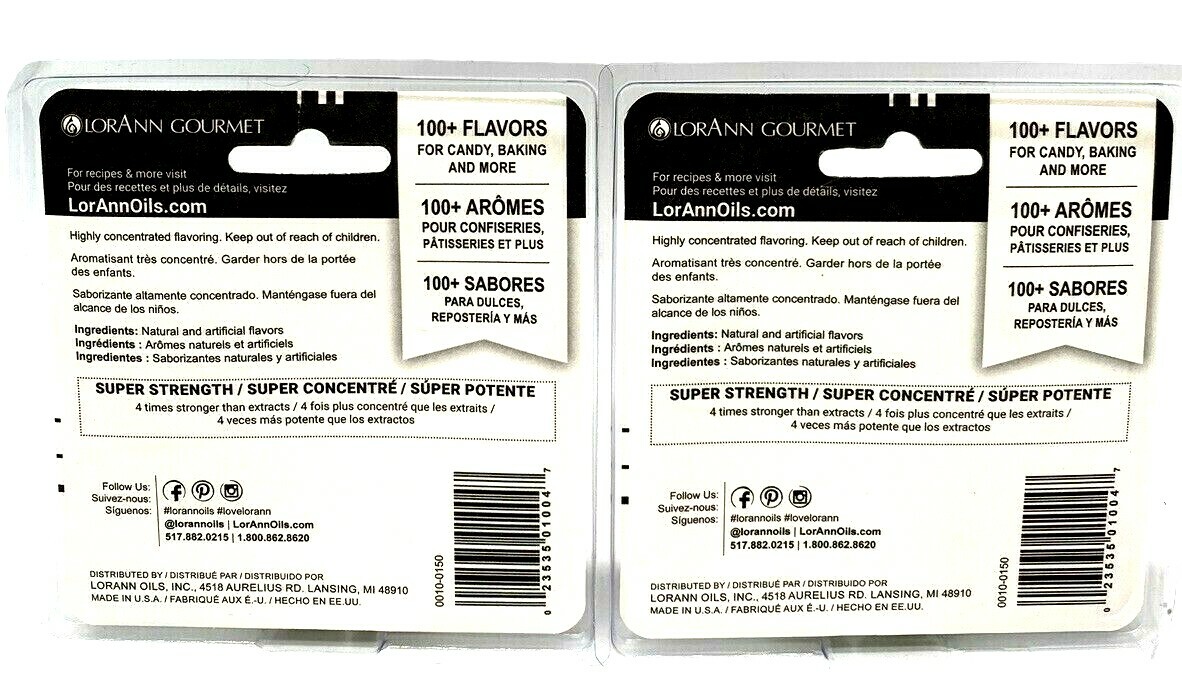 LORANN GOURMET
For recipes & more visit
Pour des recettes et plus de détails, visitez
LorAnnOils.com
100+ FLAVORS
FOR CANDY, BAKING
AND MORE
100+ ARÔMES
POUR CONFISERIES,
PÂTISSERIES ET PLUS
100+ SABORES
PARA DULCES,
REPOSTERÍA Y MÁS
Highly concentrated flavoring. Keep out of reach of children.
Aromatisant très concentré. Garder hors de la portée
des enfants.
Saborizante altamente concentrado. Manténgase fuera del
alcance de los niños.
Ingredients: Natural and artificial flavors
Ingrédients : Arômes naturels et artificiels
Ingredientes : Saborizantes naturales y artificiales
SUPER STRENGTH / SUPER CONCENTRÉ / SÚPER POTENTE
4 times stronger than extracts / 4 fois plus concentré que les extraits /
4 veces más potente que los extractos
Follow Us:
Suivez-nous:
Síguenos:
#lorannoils #lovelorann
@lorannoils | LorAnnOils.com
517.882.0215 | 1.800.862.8620
DISTRIBUTED BY / DISTRIBUÉ PAR / DISTRIBUIDO POR
LORANN OILS, INC., 4518 AURELIUS RD. LANSING, MI 48910
MADE IN U.S.A. / FABRIQUÉ AUX É.-U. / HECHO EN EE.UU.
0010-0150
0 23535 01004 7
LORANN GOURMET
For recipes & more visit
Pour des recettes et plus de détails, visitez
LorAnnOils.com
100+ FLAVORS
FOR CANDY, BAKING
AND MORE
100+ ARÔMES
POUR CONFISERIES,
PÂTISSERIES ET PLUS
100+ SABORES
PARA DULCES,
REPOSTERÍA Y MÁS
Highly concentrated flavoring. Keep out of reach of children.
Aromatisant très concentré. Garder hors de la portée
des enfants.
Saborizante altamente concentrado. Manténgase fuera del
alcance de los niños.
Ingredients: Natural and artificial flavors
Ingrédients : Arômes naturels et artificiels
Ingredientes : Saborizantes naturales y artificiales
SUPER STRENGTH / SUPER CONCENTRÉ / SÚPER POTENTE
4 times stronger than extracts / 4 fois plus concentré que les extraits /
4 veces más potente que los extractos
Follow Us:
Suivez-nous:
Síguenos:
#lorannoils #lovelorann
@lorannoils | LorAnnOils.com
517.882.0215 | 1.800.862.8620
DISTRIBUTED BY / DISTRIBUÉ PAR / DISTRIBUIDO POR
LORANN OILS, INC., 4518 AURELIUS RD. LANSING, MI 48910
MADE IN U.S.A. / FABRIQUÉ AUX É.-U. / HECHO EN EE.UU.
0010-0150
0 23535 01004 7